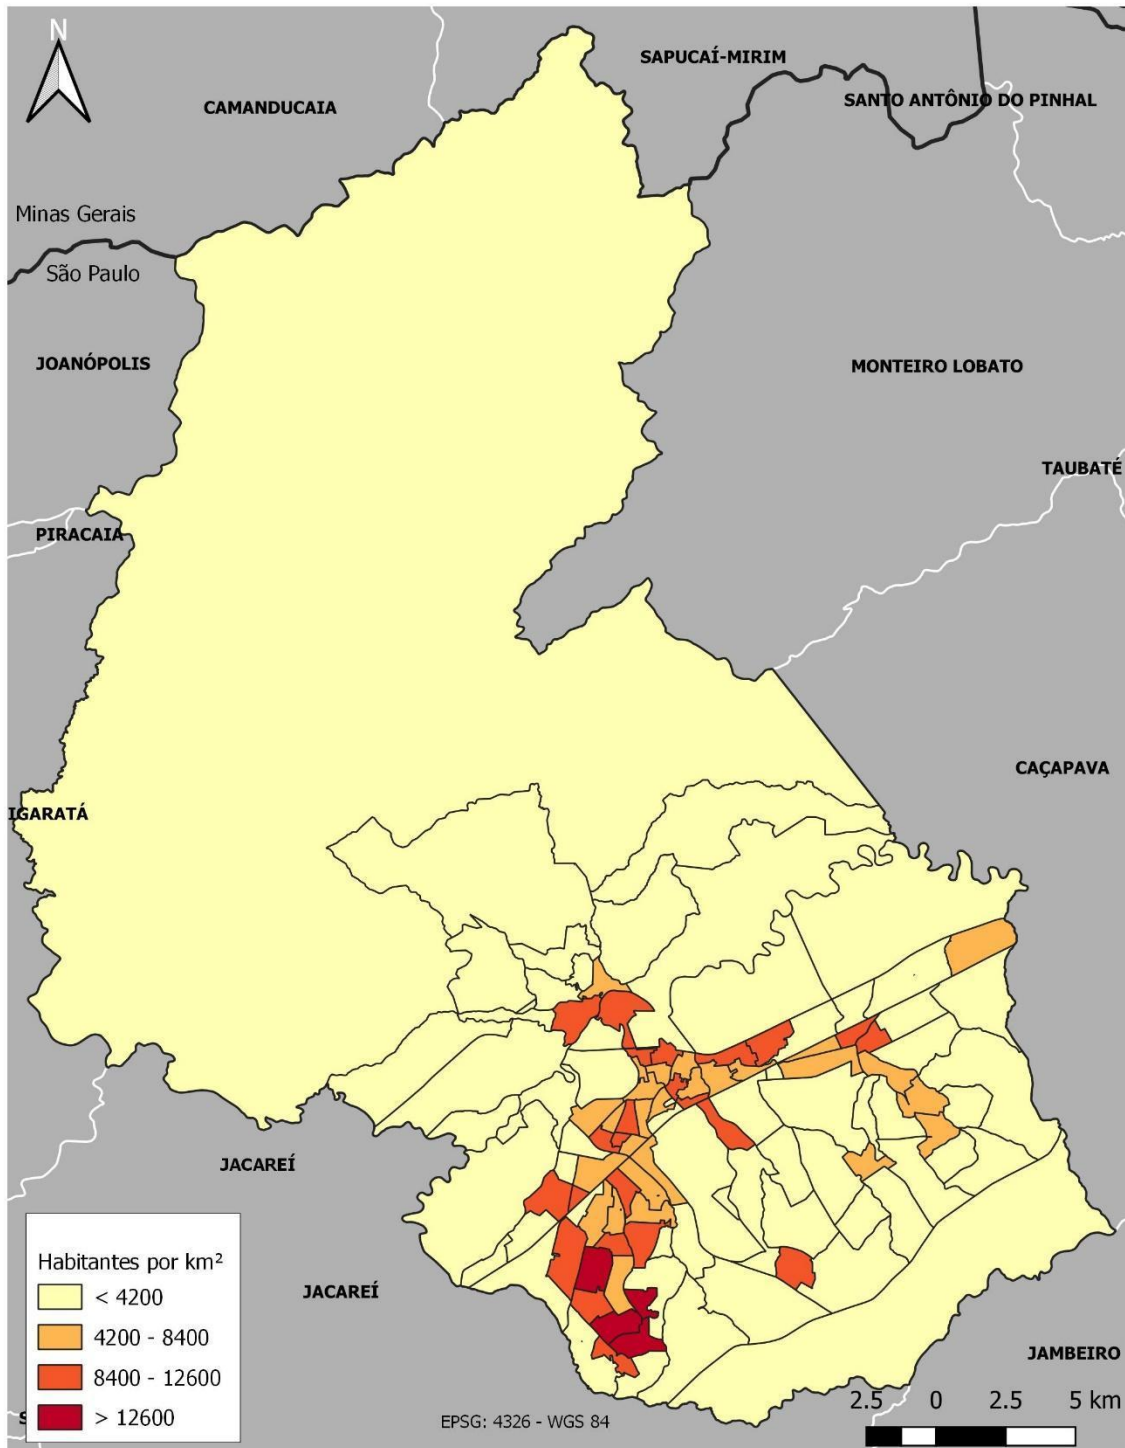 N
SAPUCAÍ-MIRIM
CAMANDUCAIA
SANTO ANTÔNIO DO PINHAL
Minas Gerais
São Paulo
JOANÓPOLIS
MONTEIRO LOBATO
TAUBATÉ
PIRACAIA
CAÇAPAVA
IGARATÁ
JACAREÍ
Habitantes por km²
< 4200
4200 - 8400
8400 - 12600
> 12600
JACAREÍ
JAMBEIRO
2.5 0 2.5 5 km
EPSG: 4326 - WGS 84